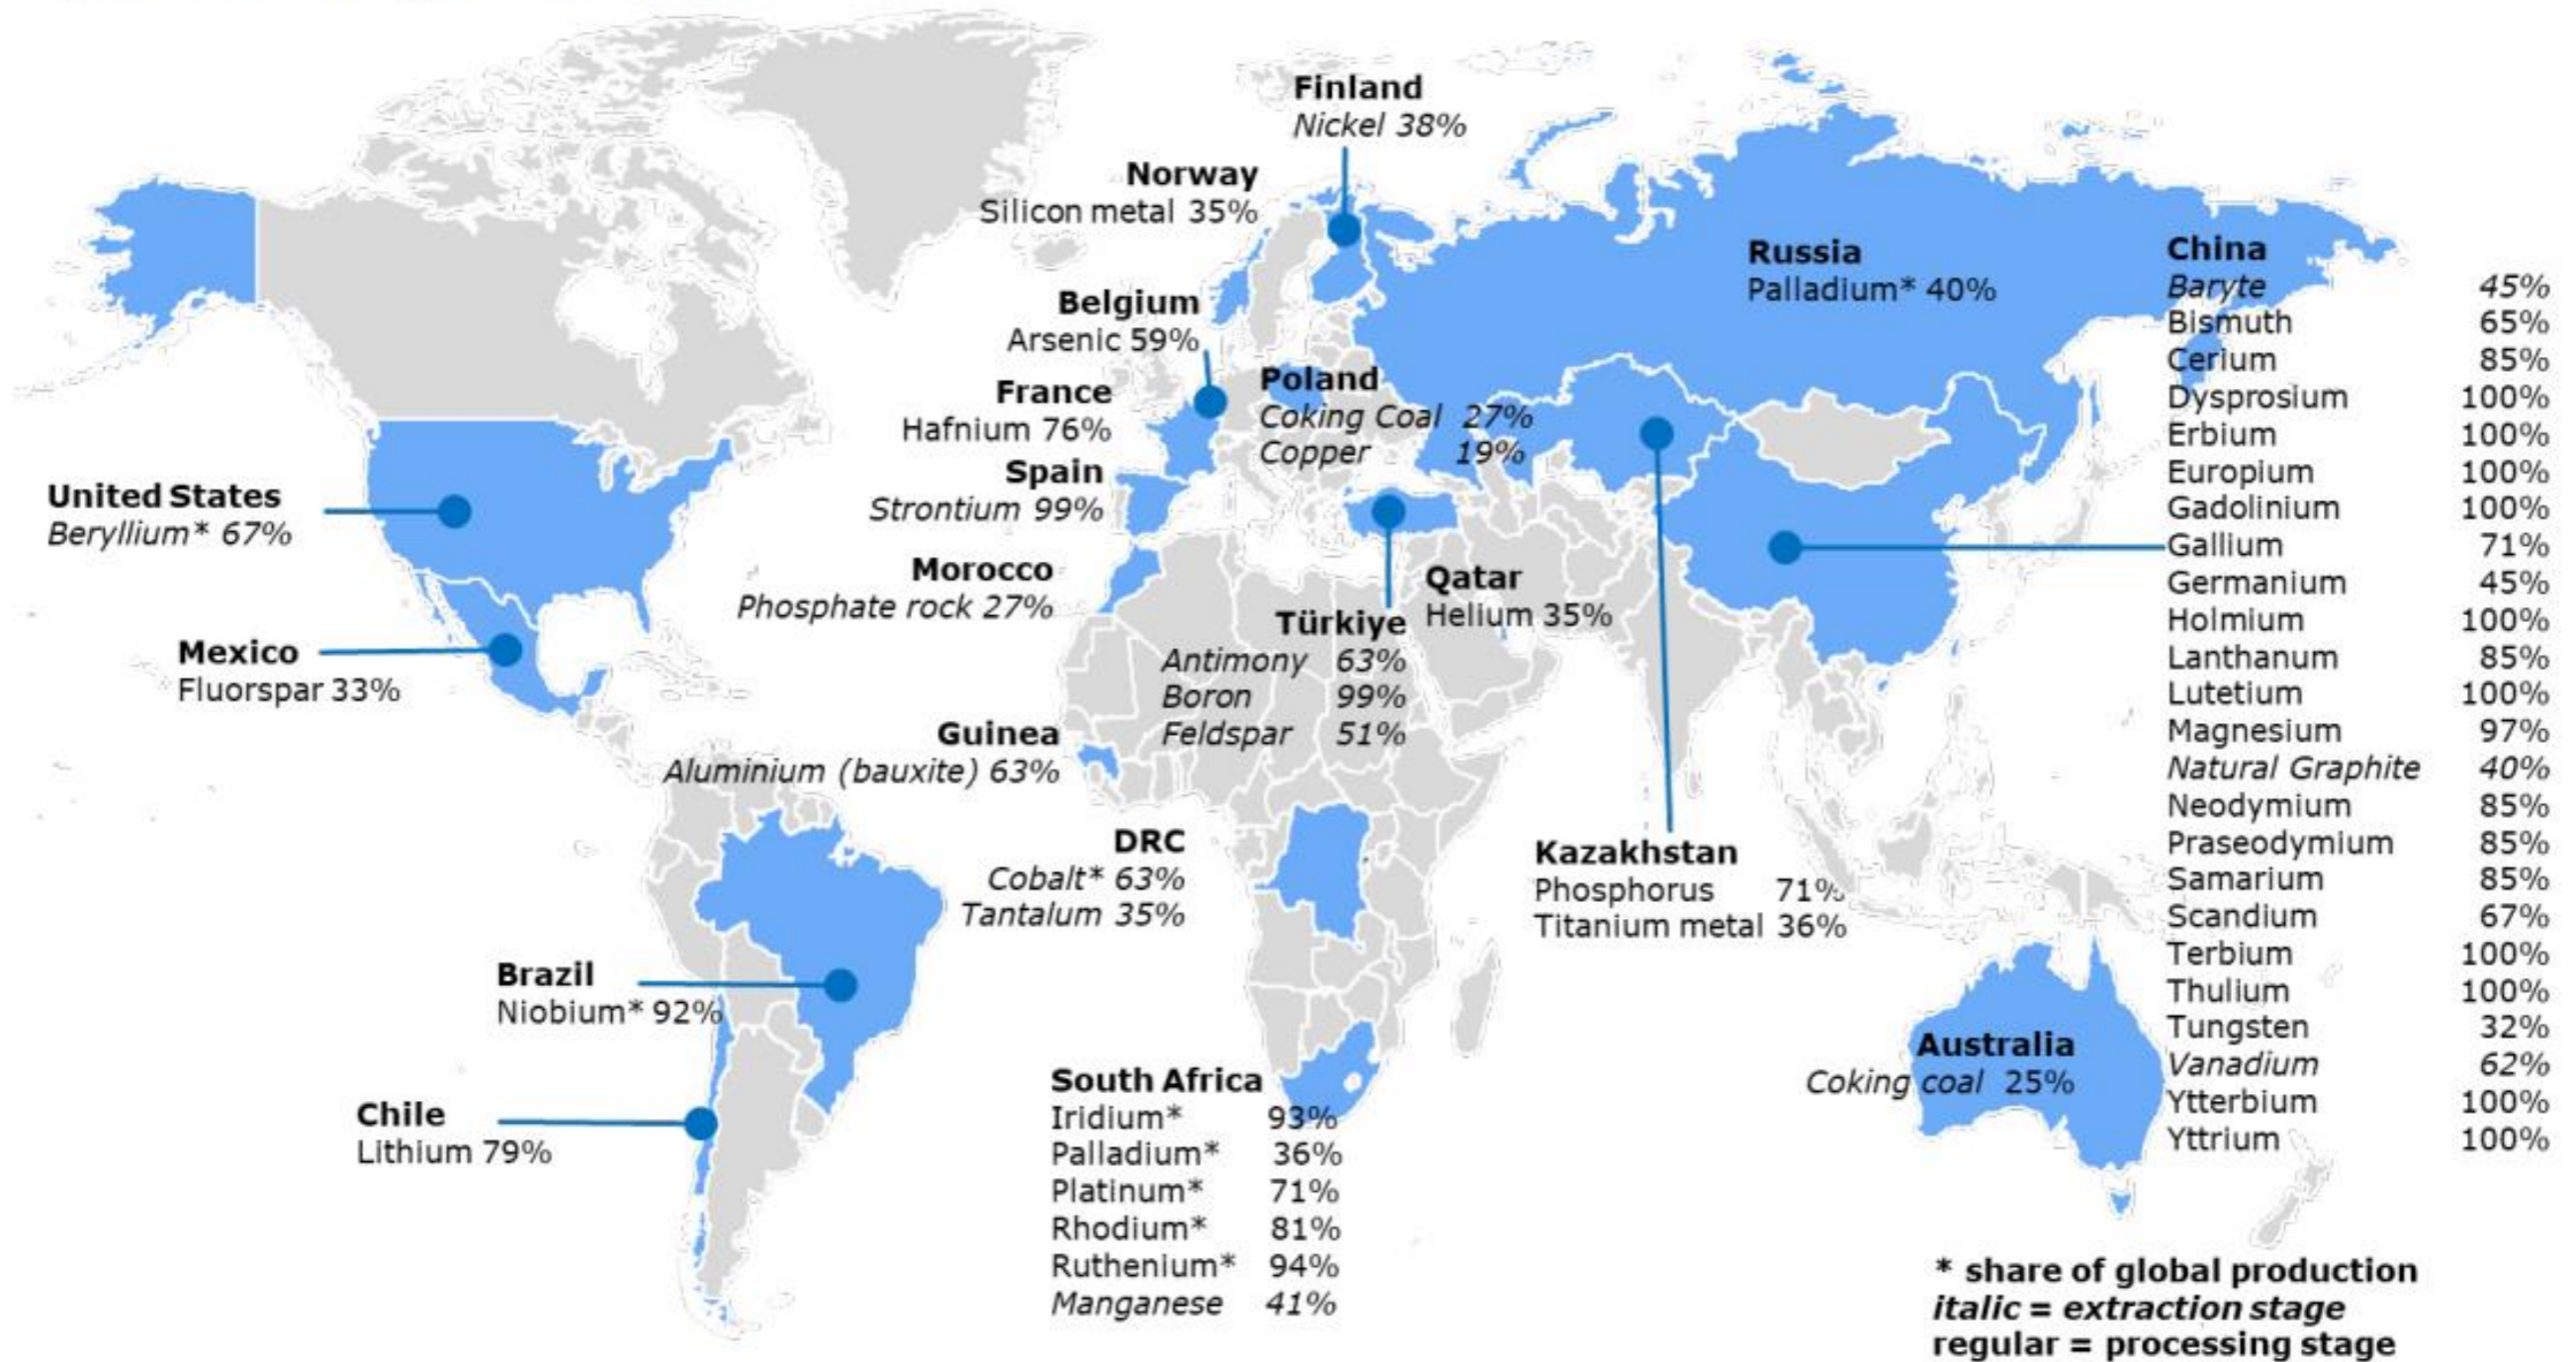 Finland
Nickel 38%
Norway
Silicon metal 35%
Belgium
Arsenic 59%
France
Hafnium 76%
Spain
Strontium 99%
Morocco
Phosphate rock 27%
Poland
Coking Coal 27%
Copper 19%
Russia
Palladium* 40%
United States
Beryllium* 67%
Mexico
Fluorspar 33%
Qatar
Helium 35%
Türkiye
Antimony 63%
Boron 99%
Feldspar 51%
Guinea
Aluminium (bauxite) 63%
DRC
Cobalt* 63%
Tantalum 35%
Kazakhstan
Phosphorus 71%
Titanium metal 36%
Brazil
Niobium* 92%
Chile
Lithium 79%
South Africa
Iridium* 93%
Palladium* 36%
Platinum* 71%
Rhodium* 81%
Ruthenium* 94%
Manganese 41%
Australia
Coking coal 25%
China
Baryte 45%
Bismuth 65%
Cerium 85%
Dysprosium 100%
Erbium 100%
Europium 100%
Gadolinium 100%
Gallium 71%
Germanium 45%
Holmium 100%
Lanthanum 85%
Lutetium 100%
Magnesium 97%
Natural Graphite 40%
Neodymium 85%
Praseodymium 85%
Samarium 85%
Scandium 67%
Terbium 100%
Thulium 100%
Tungsten 32%
Vanadium 62%
Ytterbium 100%
Yttrium 100%
* share of global production
italic = extraction stage
regular = processing stage